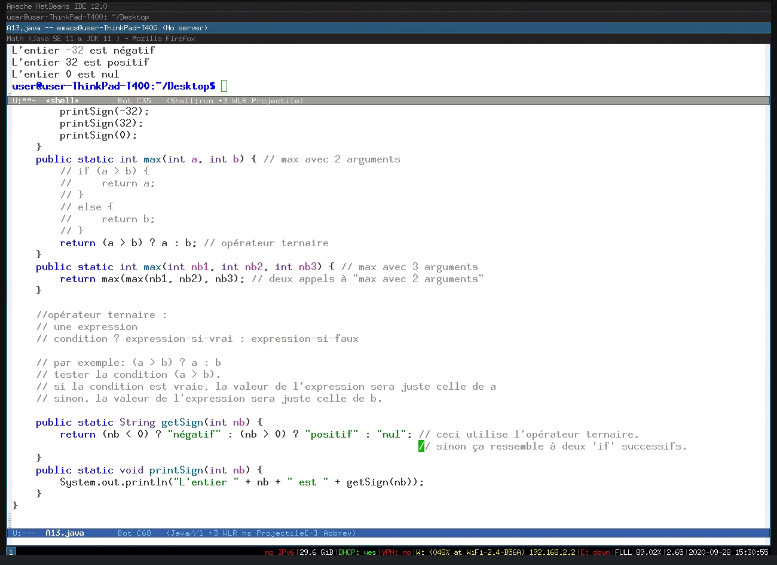 Apache NetBeans IDE 12.0
user@user-ThinkPad-T400: ~/Desktop
A13.java -- emacs@user-ThinkPad-T400 (No server)
Math (Java SE 11 & JDK 11 ) - Mozilla Firefox
L'entier -32 est négatif
L'entier 32 est positif
L'entier 0 est nul
user@user-ThinkPad-T400:~/Desktop$
U:**-  *shell*      Bot C35   (Shell:run +3 WLR Projectile)
printSign(-32);
printSign(32);
printSign(0);
}
public static int max(int a, int b) { // max avec 2 arguments
// if (a > b) {
//     return a;
// }
// else {
//     return b;
// }
return (a > b) ? a : b; // opérateur ternaire
}
public static int max(int nb1, int nb2, int nb3) { // max avec 3 arguments
return max(max(nb1, nb2), nb3); // deux appels à "max avec 2 arguments"
}
//opérateur ternaire :
// une expression
// condition ? expression-si-vrai : expression-si-faux
// par exemple: (a > b) ? a : b
// tester la condition (a > b).
// si la condition est vraie, la valeur de l'expression sera juste celle de a
// sinon, la valeur de l'expression sera juste celle de b.
public static String getSign(int nb) {
return (nb < 0) ? "négatif" : (nb > 0) ? "positif" : "nul"; // ceci utilise l'opérateur ternaire,
// sinon ça ressemble à deux 'if' successifs.
}
public static void printSign(int nb) {
System.out.println("L'entier " + nb + " est " + getSign(nb));
}
}
U:---  A13.java      Bot C68   (Java//l +3 WLR hs Projectile[-] Abbrev)
1
no IPv6|29.6 GiB|DHCP: yes|VPN: no|W: (048% at WiFi-2.4-B56A) 192.168.2.2|E: down|FULL 89.02%|2.65|2020-09-28 15:30:55